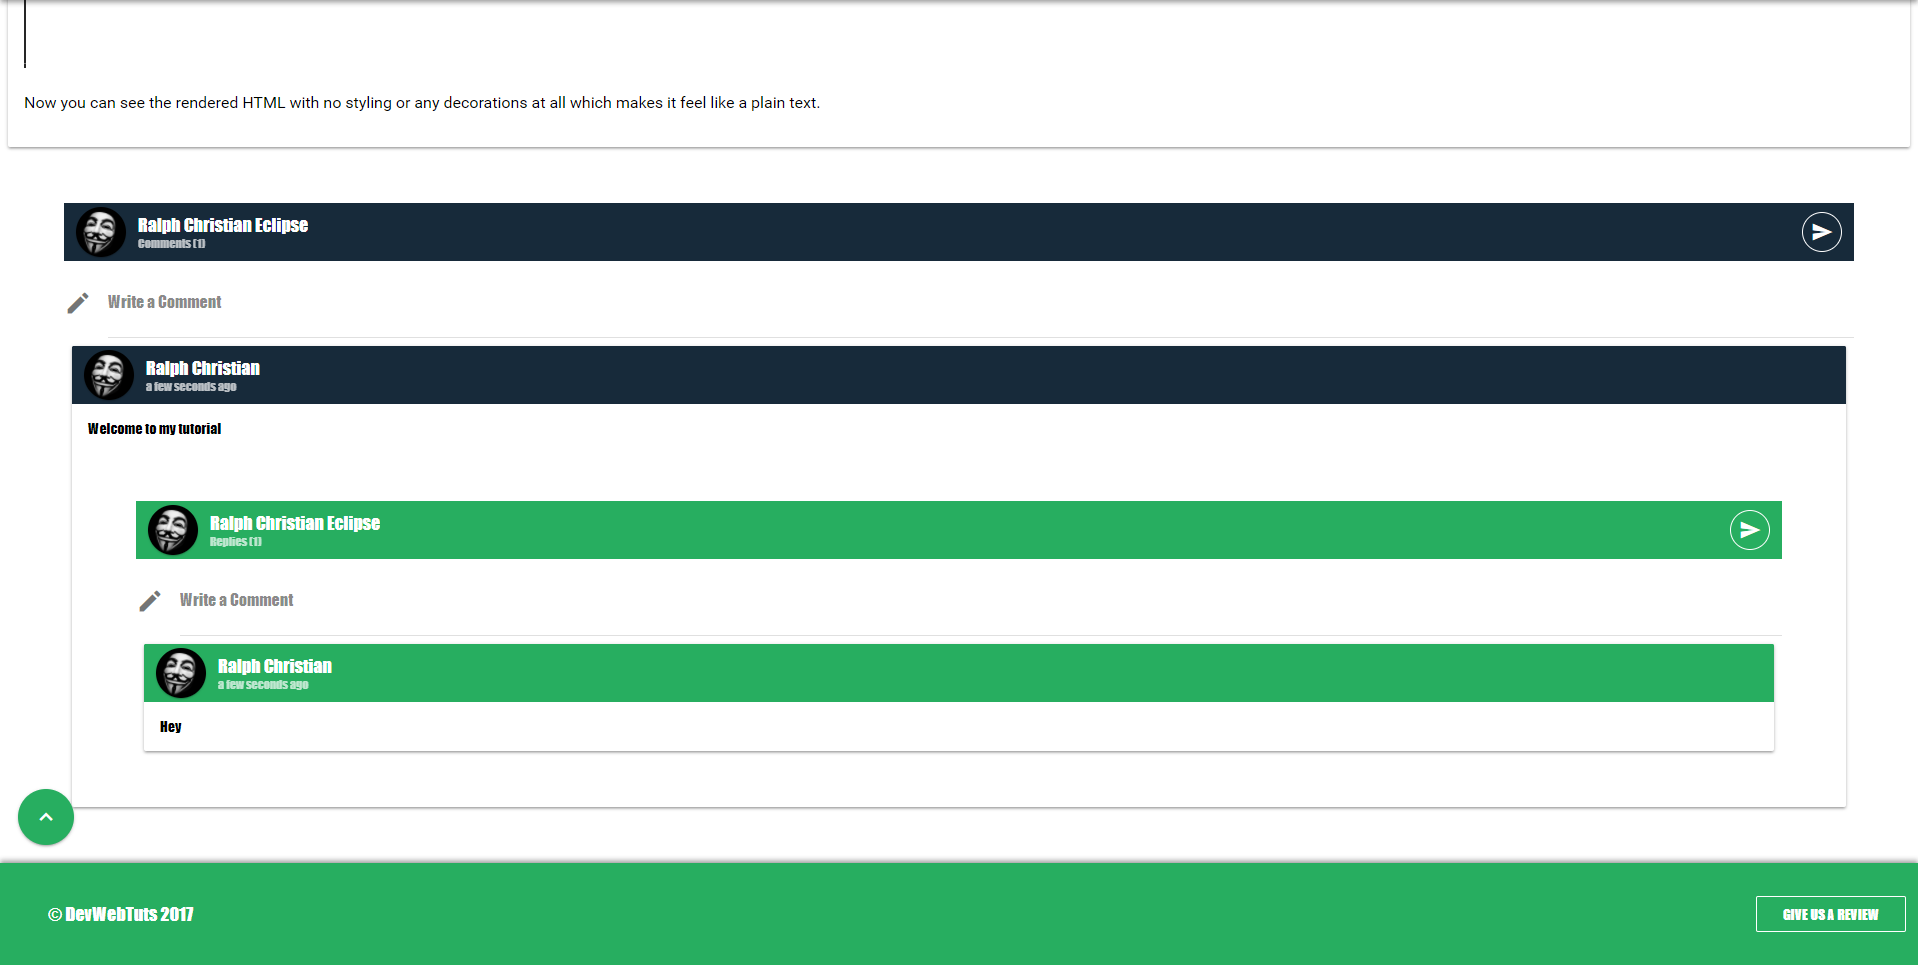 Now you can see the rendered HTML with no styling or any decorations at all which makes it feel like a plain text.
Ralph Christian Eclipse
Comments (1)
Write a Comment
Ralph Christian
a few seconds ago
Welcome to my tutorial
Ralph Christian Eclipse
Replies (1)
Write a Comment
Ralph Christian
a few seconds ago
Hey
© DevWebTuts 2017
GIVE US A REVIEW